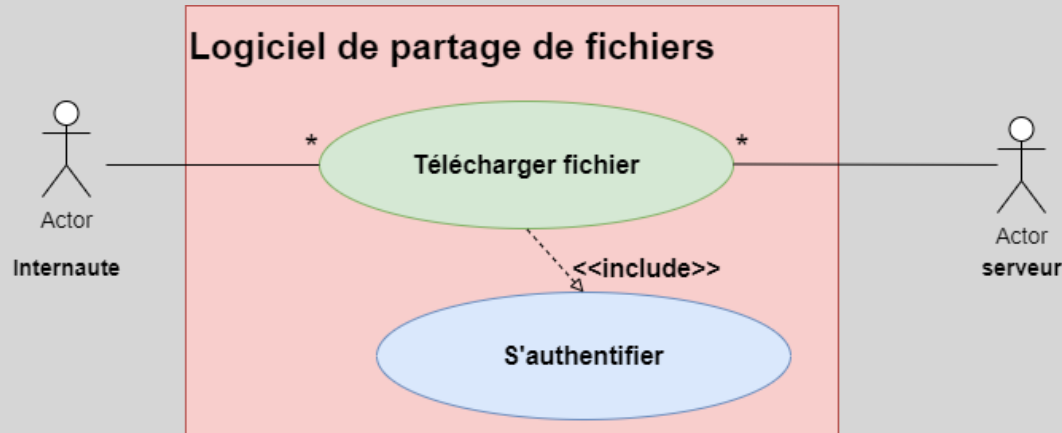 Logiciel de partage de fichiers
* Télécharger fichier *
Actor
Internaute
Actor
serveur
<<include>>
S'authentifier